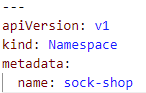 ---
apiVersion: v1
kind: Namespace
metadata:
  name: sock-shop